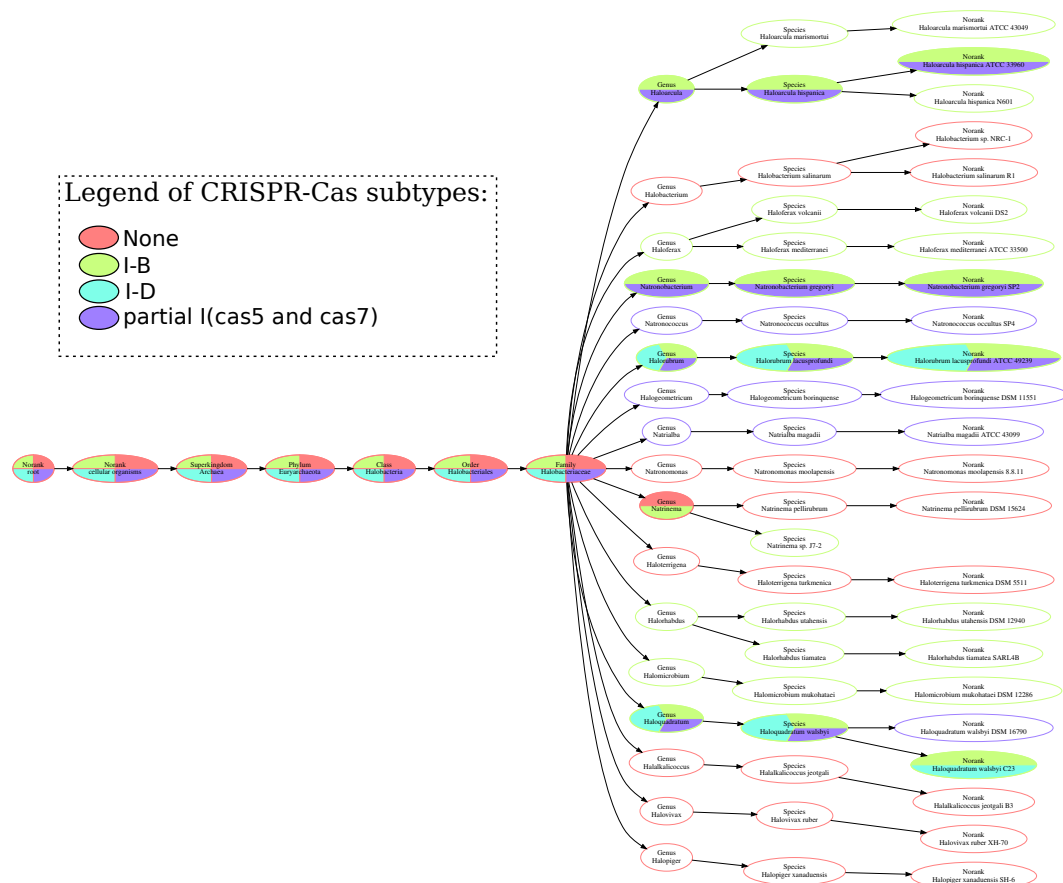 Legend of CRISPR-Cas subtypes:
None
I-B
I-D
partial I(cas5 and cas7)
Norank
root
Norank
cellular organisms
Superkingdom
Archaea
Phylum
Euryarchaeota
Class
Halobacteria
Order
Halobacteriales
Family
Halobacteriaceae
Genus
Haloarcula
Species
Haloarcula marismortui
Norank
Haloarcula marismortui ATCC 43049
Species
Haloarcula hispanica
Norank
Haloarcula hispanica ATCC 33960
Norank
Haloarcula hispanica N601
Genus
Halobacterium
Species
Halobacterium salinarum
Norank
Halobacterium sp. NRC-1
Norank
Halobacterium salinarum R1
Genus
Haloferax
Species
Haloferax volcanii
Norank
Haloferax volcanii DS2
Species
Haloferax mediterranei
Norank
Haloferax mediterranei ATCC 33500
Genus
Natronobacterium
Species
Natronobacterium gregoryi
Norank
Natronobacterium gregoryi SP2
Genus
Natronococcus
Species
Natronococcus occultus
Norank
Natronococcus occultus SP4
Genus
Halorubrum
Species
Halorubrum lacusprofundi
Norank
Halorubrum lacusprofundi ATCC 49239
Genus
Halogeometricum
Species
Halogeometricum borinquense
Norank
Halogeometricum borinquense DSM 11551
Genus
Natrialba
Species
Natrialba magadii
Norank
Natrialba magadii ATCC 43099
Genus
Natronomonas
Species
Natronomonas moolapensis
Norank
Natronomonas moolapensis 8.8.11
Genus
Natrinema
Species
Natrinema pellirubrum
Norank
Natrinema pellirubrum DSM 15624
Species
Natrinema sp. J7-2
Genus
Haloterrigena
Species
Haloterrigena turkmenica
Norank
Haloterrigena turkmenica DSM 5511
Genus
Halorhabdus
Species
Halorhabdus utahensis
Norank
Halorhabdus utahensis DSM 12940
Species
Halorhabdus tiamatea
Norank
Halorhabdus tiamatea SARL4B
Genus
Halomicrobium
Species
Halomicrobium mukohataei
Norank
Halomicrobium mukohataei DSM 12286
Genus
Haloquadratum
Species
Haloquadratum walsbyi
Norank
Haloquadratum walsbyi DSM 16790
Norank
Haloquadratum walsbyi C23
Genus
Halalkalicoccus
Species
Halalkalicoccus jeotgali
Norank
Halalkalicoccus jeotgali B3
Genus
Halovivax
Species
Halovivax ruber
Norank
Halovivax ruber XH-70
Genus
Halopiger
Species
Halopiger xanaduensis
Norank
Halopiger xanaduensis SH-6